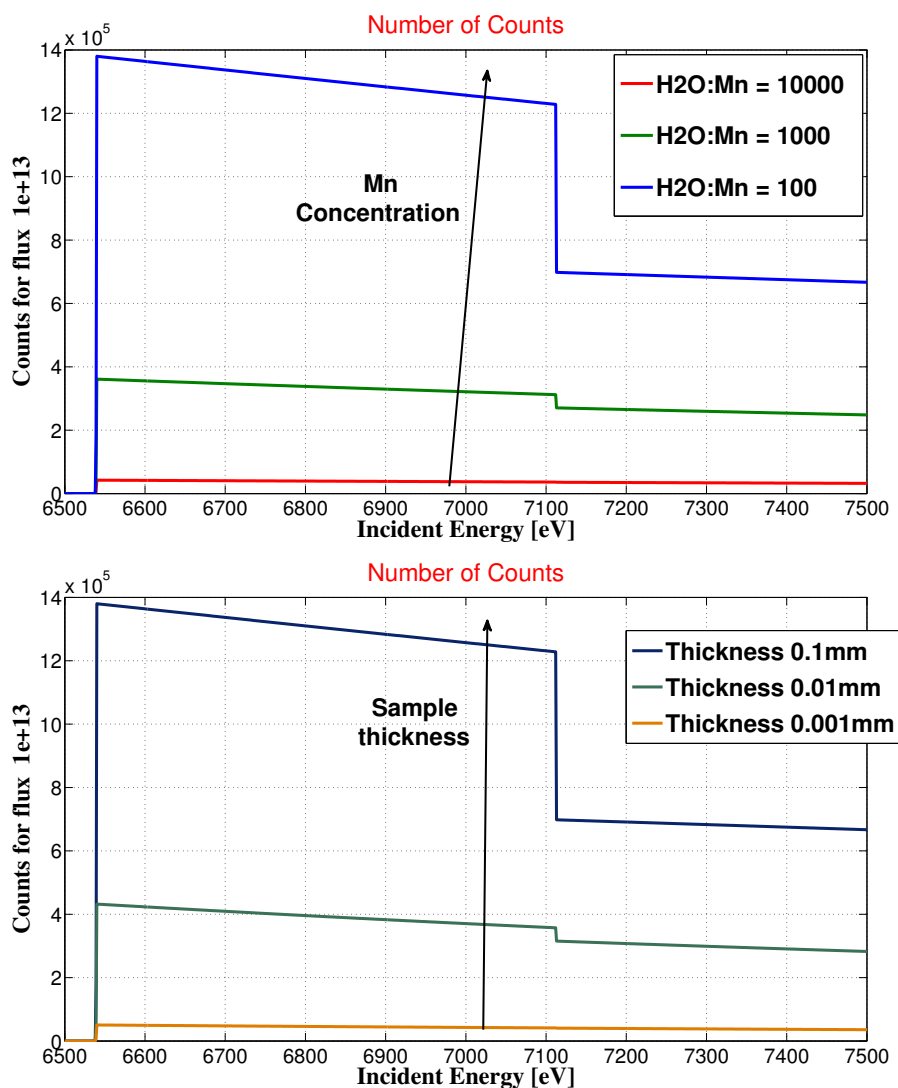 Number of Counts
x 10^5
14
12
10
8
6
4
2
0
Counts for flux 1e+13
H2O:Mn = 10000
H2O:Mn = 1000
H2O:Mn = 100
Mn
Concentration
6500 6600 6700 6800 6900 7000 7100 7200 7300 7400 7500
Incident Energy [eV]
Number of Counts
x 10^5
14
12
10
8
6
4
2
0
Counts for flux 1e+13
Thickness 0.1mm
Thickness 0.01mm
Thickness 0.001mm
Sample
thickness
6500 6600 6700 6800 6900 7000 7100 7200 7300 7400 7500
Incident Energy [eV]